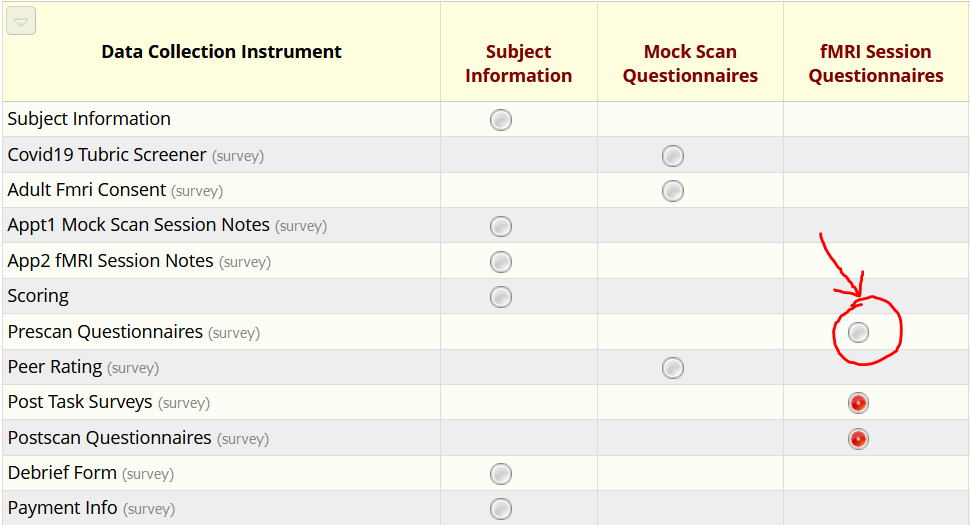 Data Collection Instrument
Subject Information
Mock Scan Questionnaires
fMRI Session Questionnaires
Subject Information
Covid19 Tubric Screener (survey)
Adult Fmri Consent (survey)
Appt1 Mock Scan Session Notes (survey)
App2 fMRI Session Notes (survey)
Scoring
Prescan Questionnaires (survey)
Peer Rating (survey)
Post Task Surveys (survey)
Postscan Questionnaires (survey)
Debrief Form (survey)
Payment Info (survey)